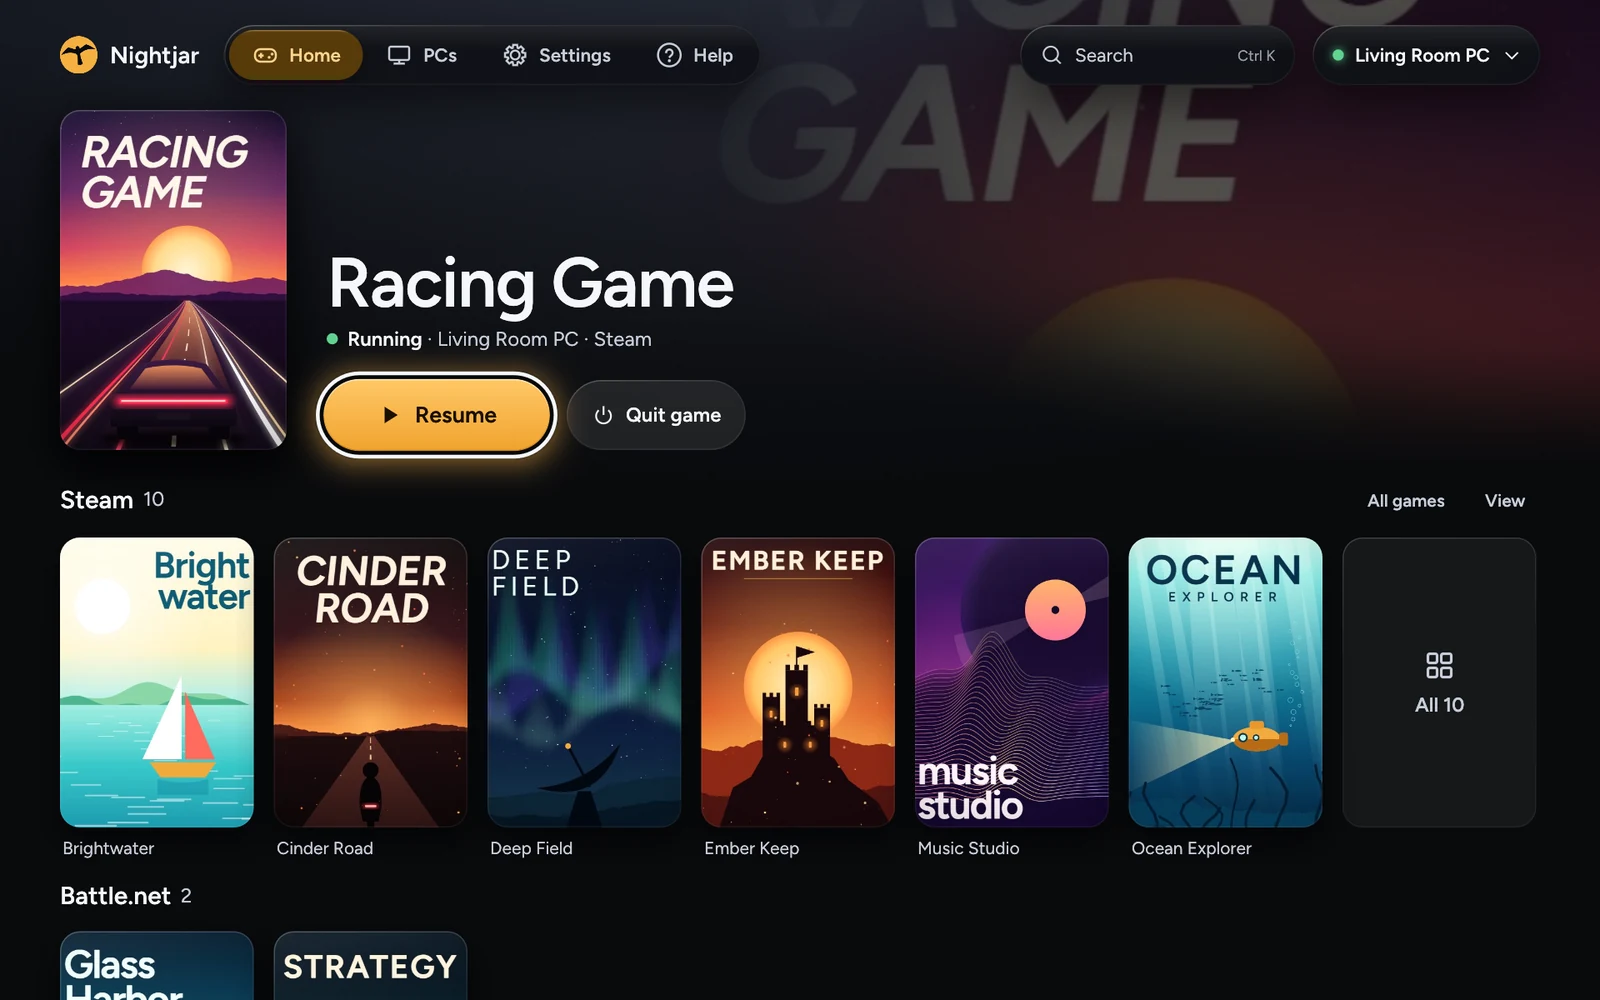 RACING
GAME
Nightjar
Home
PCs
Settings
Help
Search
Ctrl K
Living Room PC
RACING
GAME
Racing Game
Running · Living Room PC · Steam
Resume
Quit game
Steam 10
All games
View
Bright
water
CINDER
ROAD
DEEP
FIELD
EMBER KEEP
music
studio
OCEAN
EXPLORER
All 10
Brightwater
Cinder Road
Deep Field
Ember Keep
Music Studio
Ocean Explorer
Battle.net 2
Glass
Harbor
STRATEGY